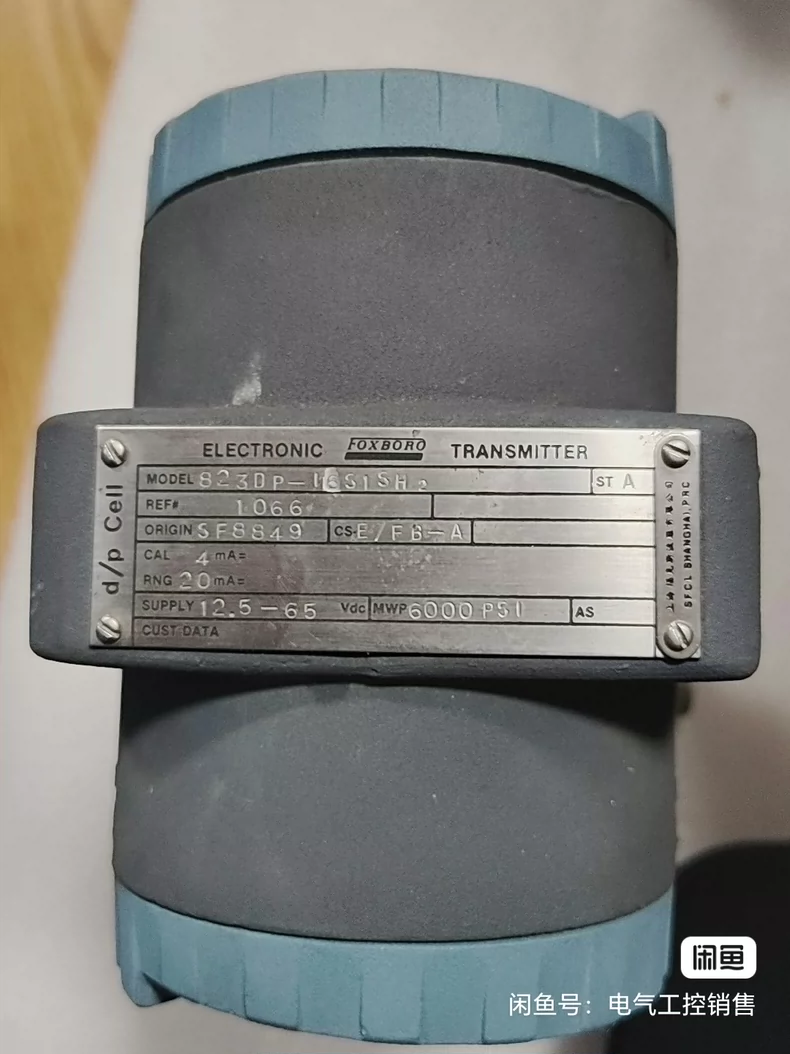 ELECTRONIC FOXBORO TRANSMITTER
d/p Cell
MODEL 823DP-I6S1SH2 ST A
REF# 1066
ORIGIN SF8849 CS-E/FB-A
CAL 4 mA=
RNG 20 mA=
SUPPLY 12.5-65 Vdc MWP 6000 PSI AS
CUST DATA
SFCL SHANGHAI, PRC
闲鱼
闲鱼号：电气工控销售